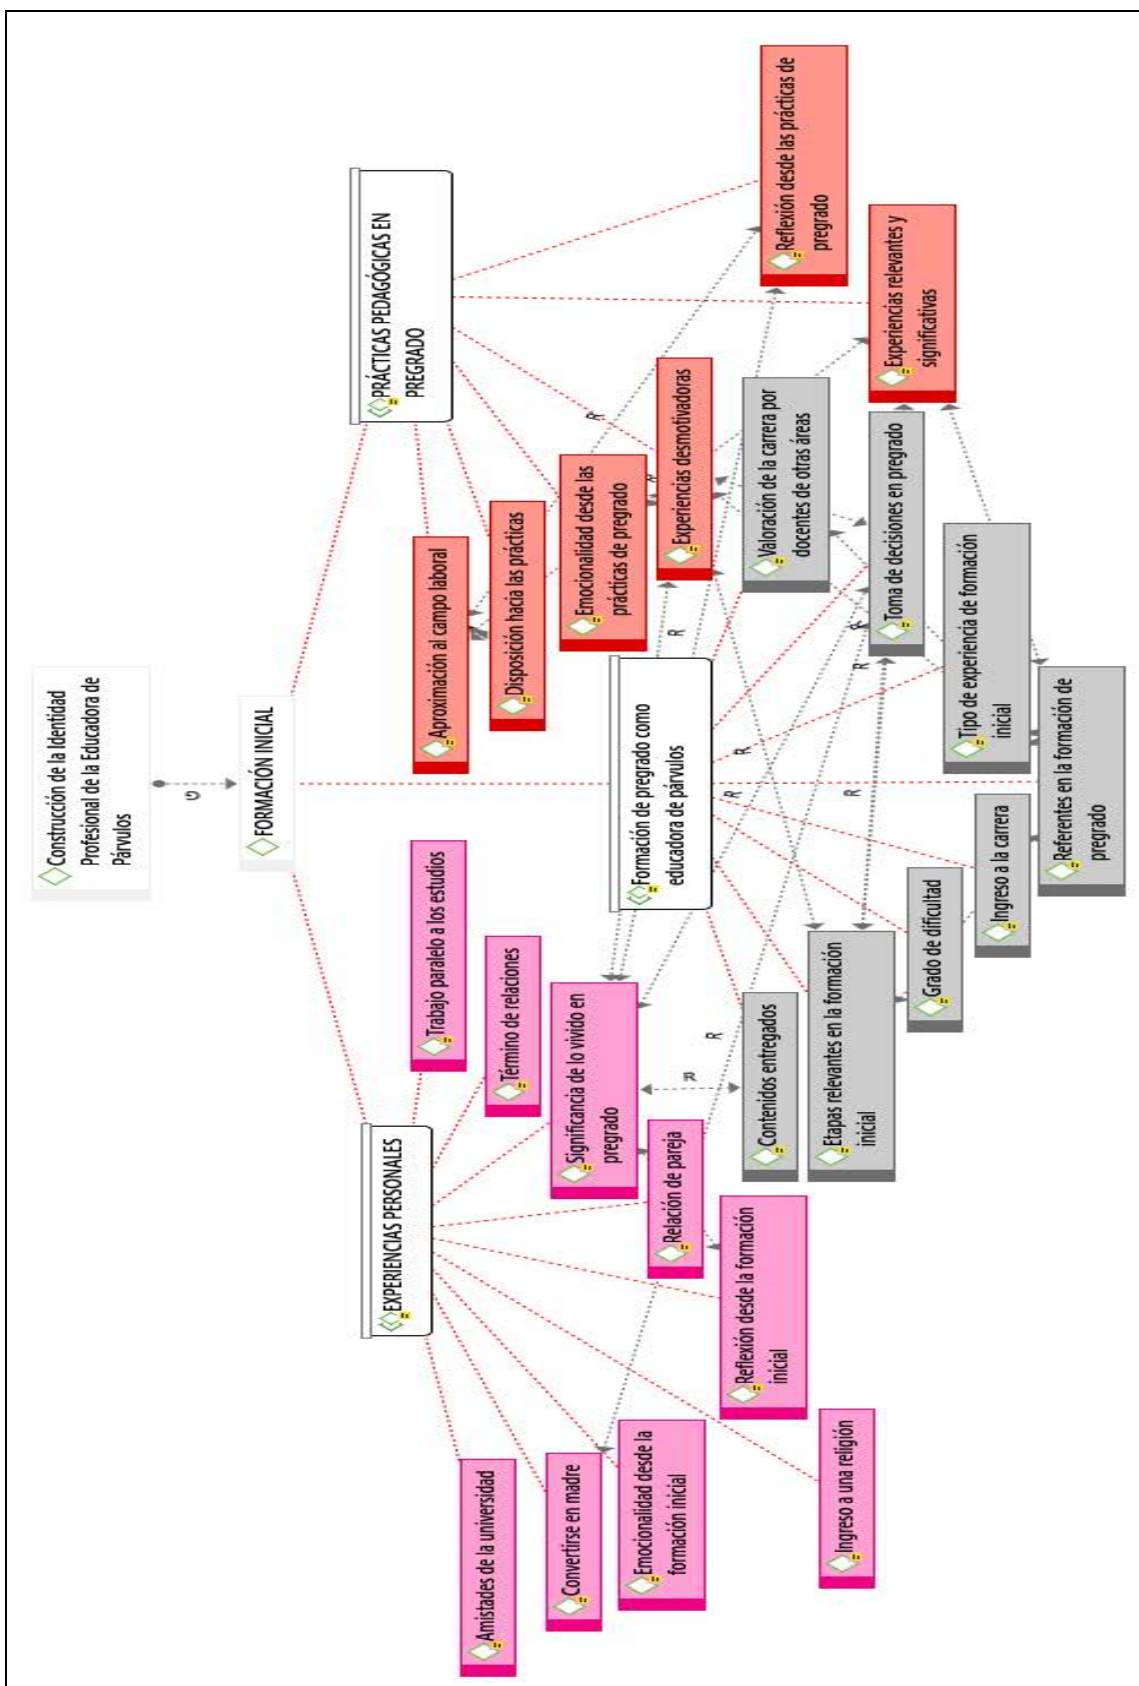 Construcción de la Identidad
Profesional de la Educadora de
Párvulos
G
FORMACIÓN INICIAL
EXPERIENCIAS PERSONALES
PRÁCTICAS PEDAGÓGICAS EN
PREGRADO
Formación de pregrado como
educadora de párvulos
Amistades de la universidad
Convertirse en madre
Emocionalidad desde la
formación inicial
Ingreso a una religión
Reflexión desde la formación
inicial
Relación de pareja
Significancia de lo vivido en
pregrado
Término de relaciones
Trabajo paralelo a los estudios
Contenidos entregados
Etapas relevantes en la formación
inicial
Grado de dificultad
Ingreso a la carrera
Referentes en la formación de
pregrado
Tipo de experiencia de formación
inicial
Toma de decisiones en pregrado
Valoración de la carrera por
docentes de otras áreas
Aproximación al campo laboral
Disposición hacia las prácticas
Emocionalidad desde las
prácticas de pregrado
Experiencias desmotivadoras
Experiencias relevantes y
significativas
Reflexión desde las prácticas de
pregrado
R
R
R
R
R
R
R
R
R
R